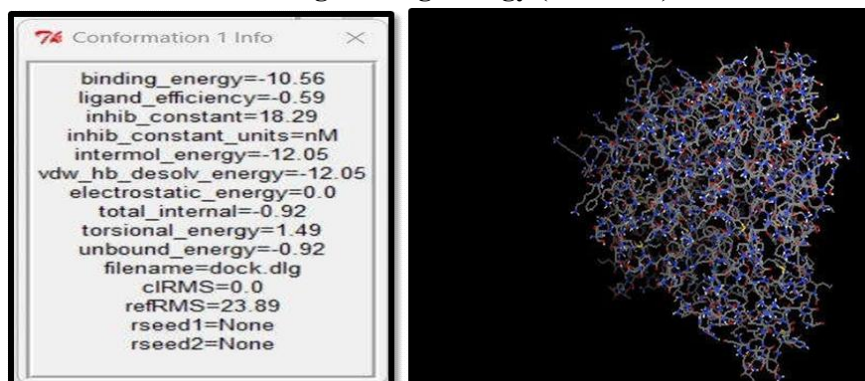 Conformation 1 Info
binding_energy=-10.56
ligand_efficiency=-0.59
inhib_constant=18.29
inhib_constant_units=nM
intermol_energy=-12.05
vdw_hb_desolv_energy=-12.05
electrostatic_energy=0.0
total_internal=-0.92
torsional_energy=1.49
unbound_energy=-0.92
filename=dock.dlg
clRMS=0.0
refRMS=23.89
rseed1=None
rseed2=None